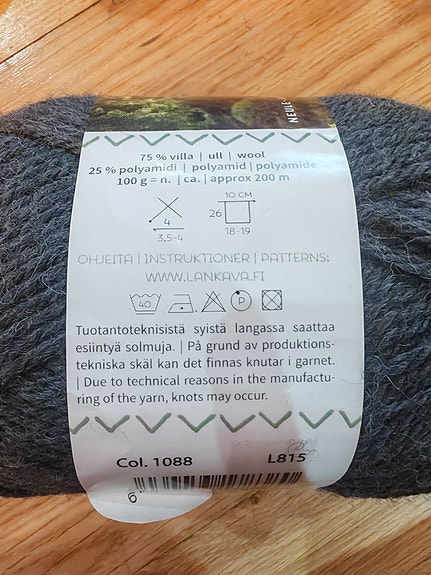 NEULE
75 % villa | ull | wool
25 % polyamidi | polyamid | polyamide
100 g = n. | ca. | approx 200 m
10 CM
4
26
3,5-4
18-19
OHJEITA | INSTRUKTIONER | PATTERNS:
WWW.LANKAVA.FI
40
P
Tuotantoteknisistä syistä langassa saattaa
esiintyä solmuja. | På grund av produktions-
tekniska skäl kan det finnas knutar i garnet.
| Due to technical reasons in the manufactu-
ring of the yarn, knots may occur.
Col. 1088
L815
6